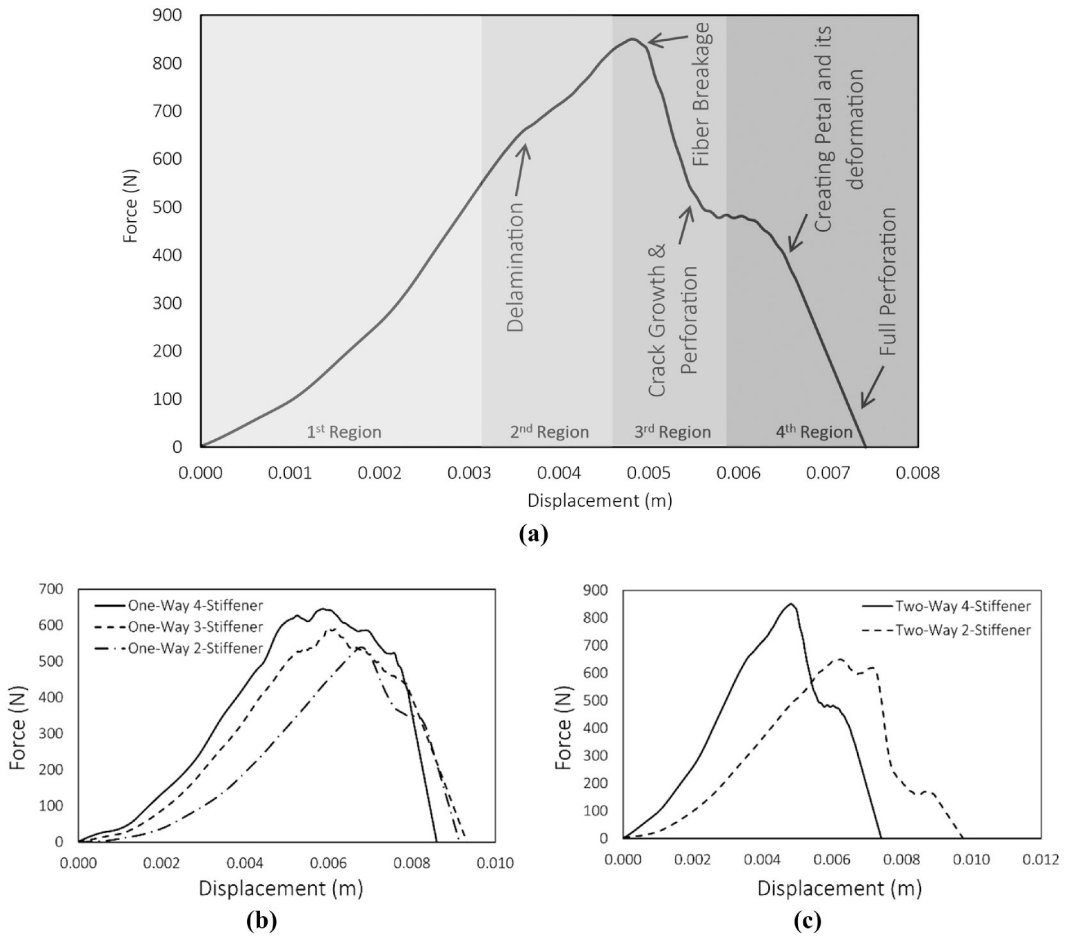 900
800
700
600
500
400
300
200
100
0
Force (N)
Delamination
Fiber Breakage
Crack Growth &
Perforation
Creating Petal and its
deformation
Full Perforation
1st Region
2nd Region
3rd Region
4th Region
0.000 0.001 0.002 0.003 0.004 0.005 0.006 0.007 0.008
Displacement (m)
(a)
700
600
500
400
300
200
100
0
Force (N)
One-Way 4-Stiffener
One-Way 3-Stiffener
One-Way 2-Stiffener
0.000 0.002 0.004 0.006 0.008 0.010
Displacement (m)
(b)
900
800
700
600
500
400
300
200
100
0
Force (N)
Two-Way 4-Stiffener
Two-Way 2-Stiffener
0.000 0.002 0.004 0.006 0.008 0.010 0.012
Displacement (m)
(c)